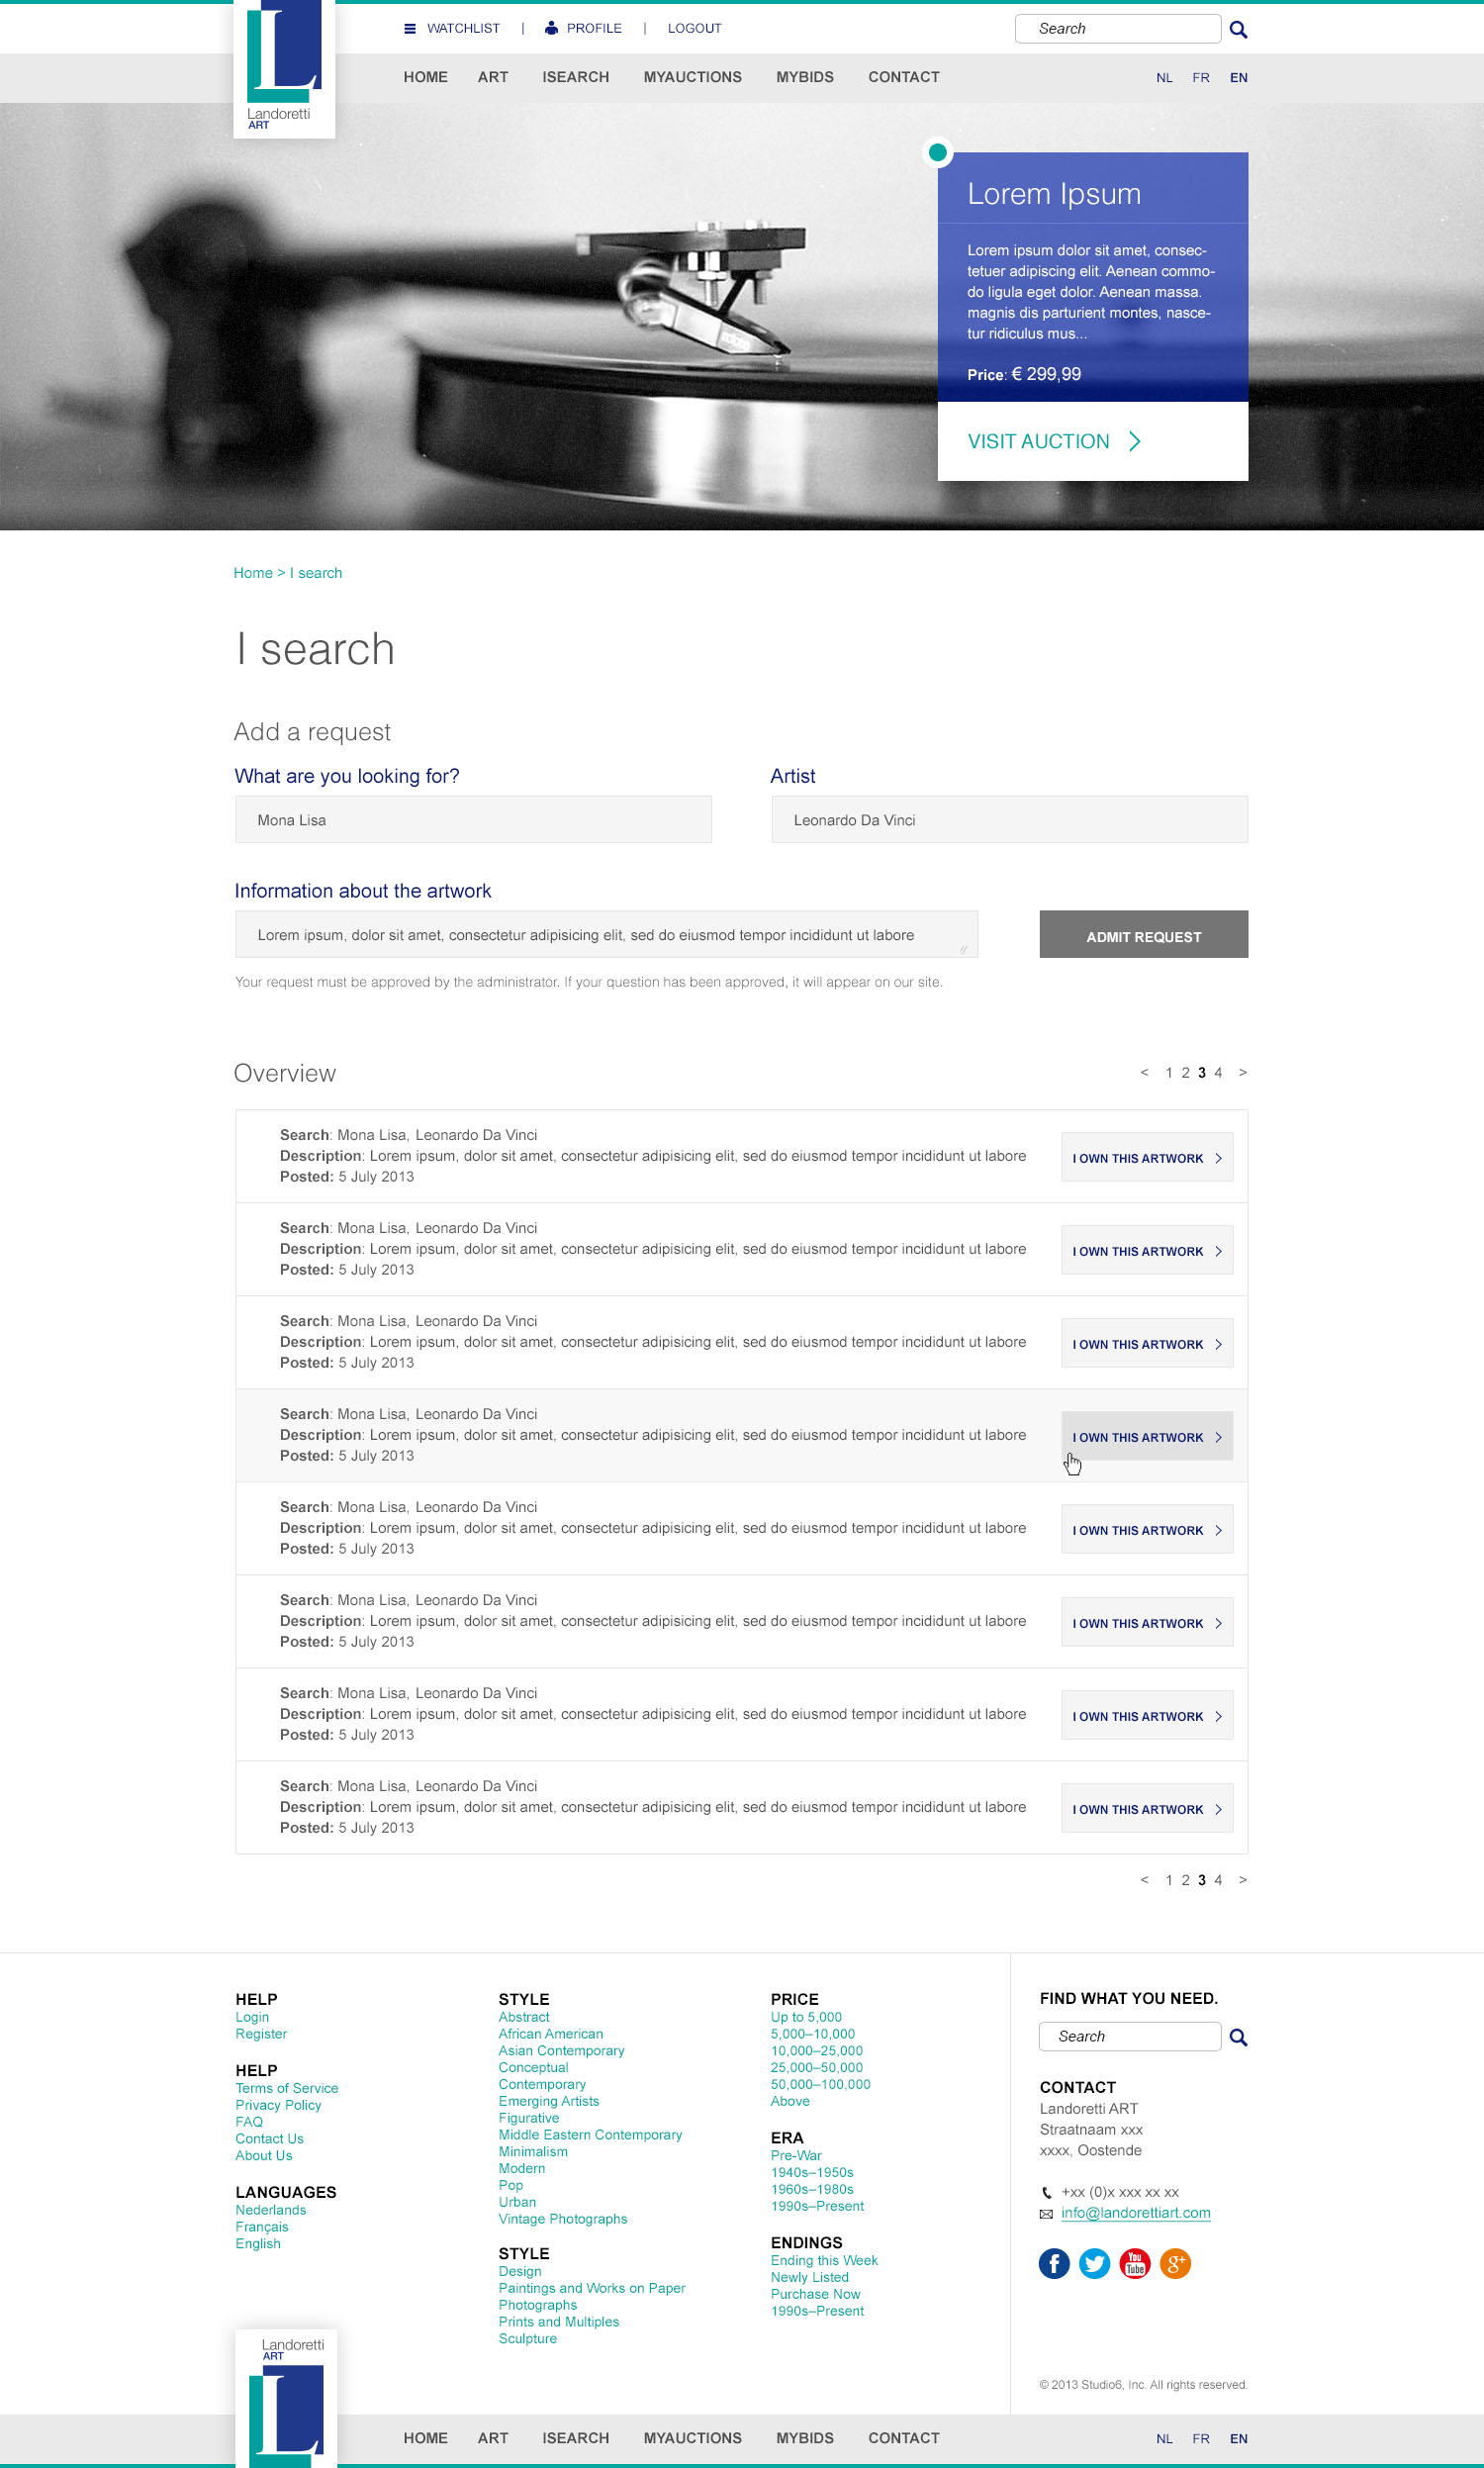 WATCHLIST | PROFILE | LOGOUT
Search
Landoretti
ART
HOME ART ISEARCH MYAUCTIONS MYBIDS CONTACT
NL FR EN
Lorem Ipsum
Lorem ipsum dolor sit amet, consec-
tetuer adipiscing elit. Aenean commo-
do ligula eget dolor. Aenean massa.
magnis dis parturient montes, nasce-
tur ridiculus mus...
Price: € 299,99
VISIT AUCTION
Home > I search
I search
Add a request
What are you looking for?
Mona Lisa
Artist
Leonardo Da Vinci
Information about the artwork
Lorem ipsum, dolor sit amet, consectetur adipisicing elit, sed do eiusmod tempor incididunt ut labore
ADMIT REQUEST
Your request must be approved by the administrator. If your question has been approved, it will appear on our site.
Overview
< 1 2 3 4 >
Search: Mona Lisa, Leonardo Da Vinci
Description: Lorem ipsum, dolor sit amet, consectetur adipisicing elit, sed do eiusmod tempor incididunt ut labore
Posted: 5 July 2013
I OWN THIS ARTWORK
Search: Mona Lisa, Leonardo Da Vinci
Description: Lorem ipsum, dolor sit amet, consectetur adipisicing elit, sed do eiusmod tempor incididunt ut labore
Posted: 5 July 2013
I OWN THIS ARTWORK
Search: Mona Lisa, Leonardo Da Vinci
Description: Lorem ipsum, dolor sit amet, consectetur adipisicing elit, sed do eiusmod tempor incididunt ut labore
Posted: 5 July 2013
I OWN THIS ARTWORK
Search: Mona Lisa, Leonardo Da Vinci
Description: Lorem ipsum, dolor sit amet, consectetur adipisicing elit, sed do eiusmod tempor incididunt ut labore
Posted: 5 July 2013
I OWN THIS ARTWORK
Search: Mona Lisa, Leonardo Da Vinci
Description: Lorem ipsum, dolor sit amet, consectetur adipisicing elit, sed do eiusmod tempor incididunt ut labore
Posted: 5 July 2013
I OWN THIS ARTWORK
Search: Mona Lisa, Leonardo Da Vinci
Description: Lorem ipsum, dolor sit amet, consectetur adipisicing elit, sed do eiusmod tempor incididunt ut labore
Posted: 5 July 2013
I OWN THIS ARTWORK
Search: Mona Lisa, Leonardo Da Vinci
Description: Lorem ipsum, dolor sit amet, consectetur adipisicing elit, sed do eiusmod tempor incididunt ut labore
Posted: 5 July 2013
I OWN THIS ARTWORK
Search: Mona Lisa, Leonardo Da Vinci
Description: Lorem ipsum, dolor sit amet, consectetur adipisicing elit, sed do eiusmod tempor incididunt ut labore
Posted: 5 July 2013
I OWN THIS ARTWORK
< 1 2 3 4 >
HELP
Login
Register
HELP
Terms of Service
Privacy Policy
FAQ
Contact Us
About Us
LANGUAGES
Nederlands
Français
English
STYLE
Abstract
African American
Asian Contemporary
Conceptual
Contemporary
Emerging Artists
Figurative
Middle Eastern Contemporary
Minimalism
Modern
Pop
Urban
Vintage Photographs
STYLE
Design
Paintings and Works on Paper
Photographs
Prints and Multiples
Sculpture
PRICE
Up to 5,000
5,000–10,000
10,000–25,000
25,000–50,000
50,000–100,000
Above
ERA
Pre-War
1940s–1950s
1960s–1980s
1990s–Present
ENDINGS
Ending this Week
Newly Listed
Purchase Now
1990s–Present
FIND WHAT YOU NEED.
Search
CONTACT
Landoretti ART
Straatnaam xxx
xxxx, Oostende
+xx (0)x xxx xx xx
info@landorettiart.com
f You Tube g+
© 2013 Studio6, Inc. All rights reserved.
Landoretti
ART
HOME ART ISEARCH MYAUCTIONS MYBIDS CONTACT
NL FR EN